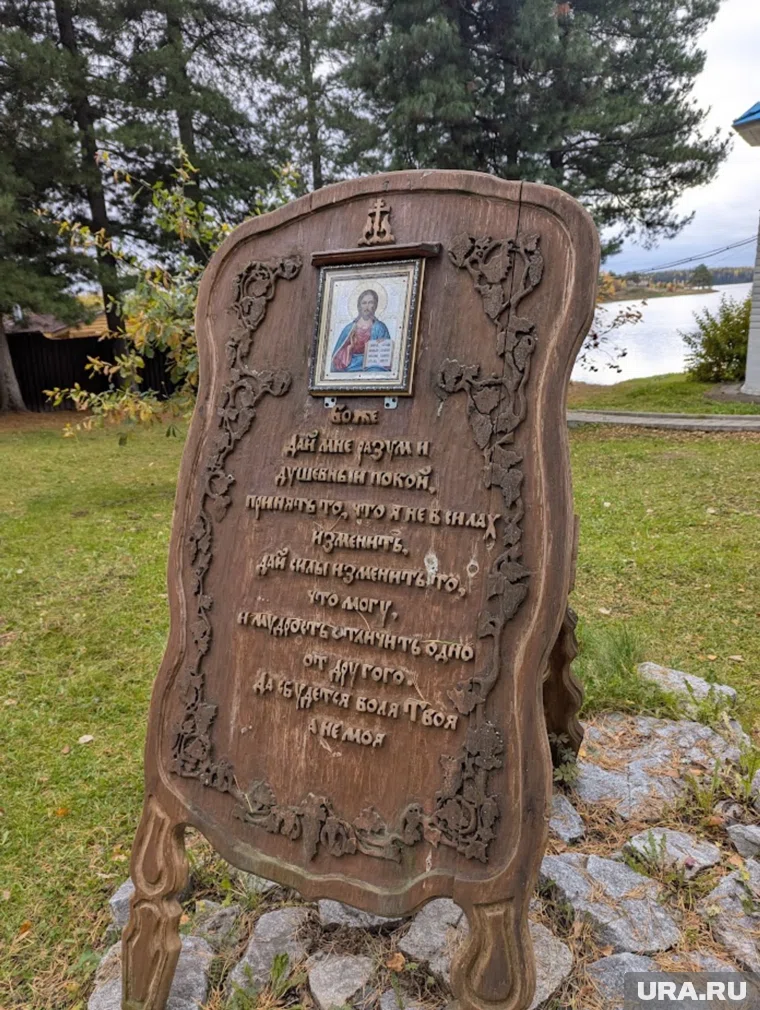 Боже
Дай мне разум и
душевный покой,
принять то, что я не в силах
изменить,
дай силы изменить то,
что могу,
и мудрость отличить одно
от другого.
Да сбудется воля Твоя
а не моя
URA.RU